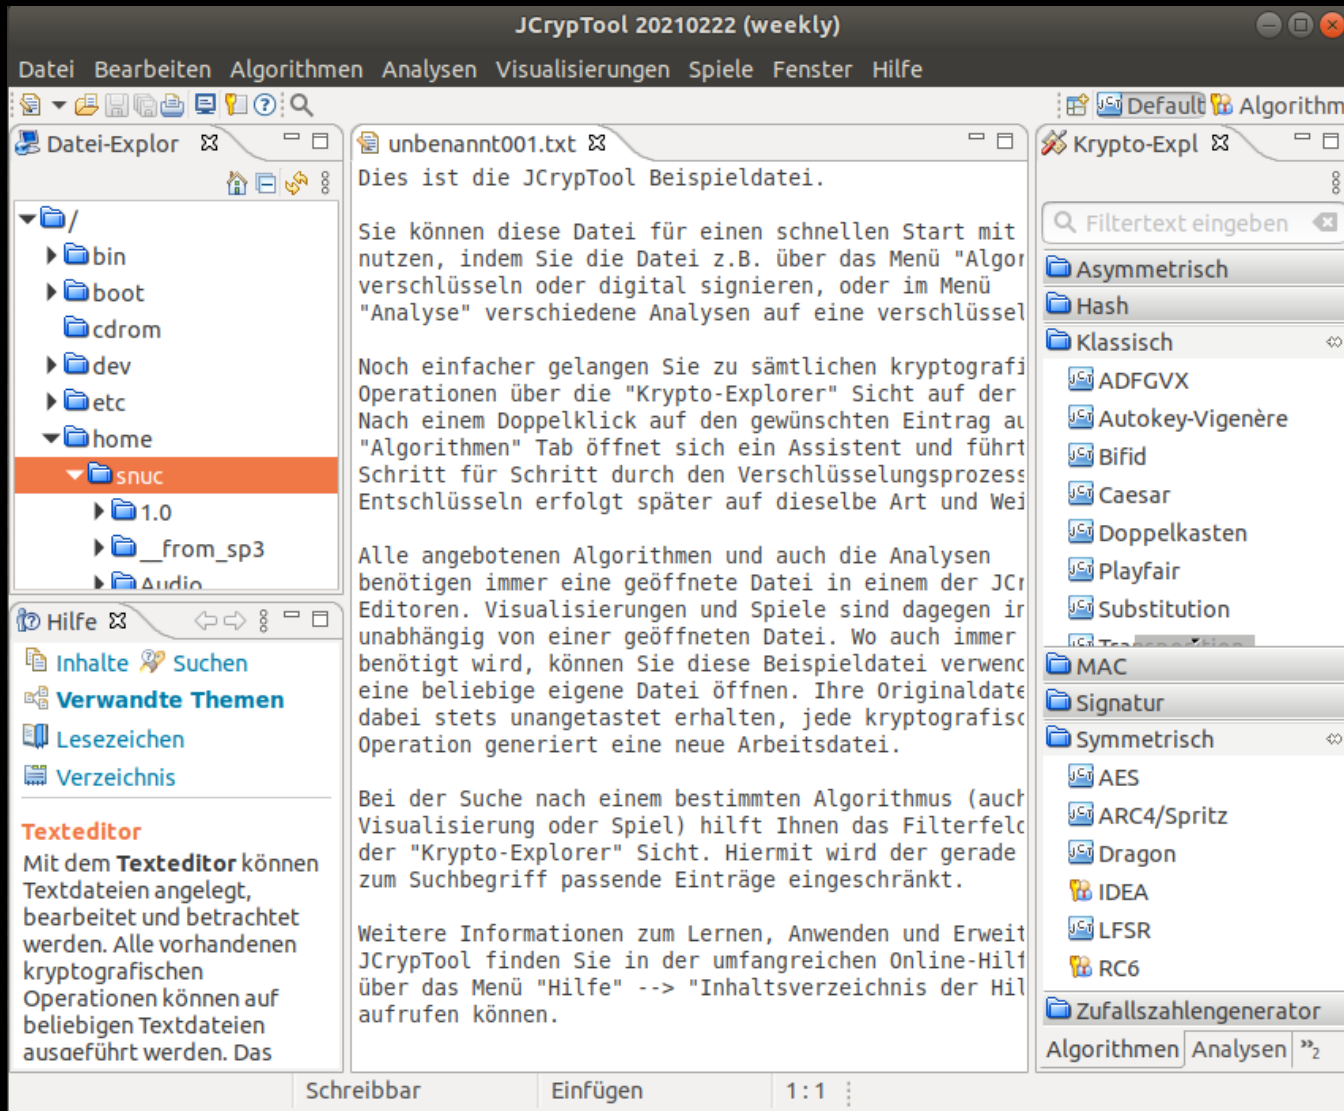 JCrypTool 20210222 (weekly)
Datei Bearbeiten Algorithmen Analysen Visualisierungen Spiele Fenster Hilfe
Default Algorithm
Datei-Explor
/
bin
boot
cdrom
dev
etc
home
snuc
1.0
__from_sp3
Audio
Hilfe
Inhalte Suchen
Verwandte Themen
Lesezeichen
Verzeichnis
Texteditor
Mit dem Texteditor können
Textdateien angelegt,
bearbeitet und betrachtet
werden. Alle vorhandenen
kryptografischen
Operationen können auf
beliebigen Textdateien
ausgeführt werden. Das
unbenannt001.txt
Dies ist die JCrypTool Beispieldatei.
Sie können diese Datei für einen schnellen Start mit
nutzen, indem Sie die Datei z.B. über das Menü "Algor
verschlüsseln oder digital signieren, oder im Menü
"Analyse" verschiedene Analysen auf eine verschlüssel
Noch einfacher gelangen Sie zu sämtlichen kryptografi
Operationen über die "Krypto-Explorer" Sicht auf der
Nach einem Doppelklick auf den gewünschten Eintrag au
"Algorithmen" Tab öffnet sich ein Assistent und führt
Schritt für Schritt durch den Verschlüsselungsprozess
Entschlüsseln erfolgt später auf dieselbe Art und Wei
Alle angebotenen Algorithmen und auch die Analysen
benötigen immer eine geöffnete Datei in einem der JCr
Editoren. Visualisierungen und Spiele sind dagegen im
unabhängig von einer geöffneten Datei. Wo auch immer
benötigt wird, können Sie diese Beispieldatei verwend
eine beliebige eigene Datei öffnen. Ihre Originaldate
dabei stets unangetastet erhalten, jede kryptografisc
Operation generiert eine neue Arbeitsdatei.
Bei der Suche nach einem bestimmten Algorithmus (auch
Visualisierung oder Spiel) hilft Ihnen das Filterfeld
der "Krypto-Explorer" Sicht. Hiermit wird der gerade
zum Suchbegriff passende Einträge eingeschränkt.
Weitere Informationen zum Lernen, Anwenden und Erweit
JCrypTool finden Sie in der umfangreichen Online-Hilf
über das Menü "Hilfe" --> "Inhaltsverzeichnis der Hil
aufrufen können.
Krypto-Expl
Filtertext eingeben
Asymmetrisch
Hash
Klassisch
ADFGVX
Autokey-Vigenère
Bifid
Caesar
Doppelkasten
Playfair
Substitution
MAC
Signatur
Symmetrisch
AES
ARC4/Spritz
Dragon
IDEA
LFSR
RC6
Zufallszahlengenerator
Algorithmen Analysen »2
Schreibbar Einfügen 1:1